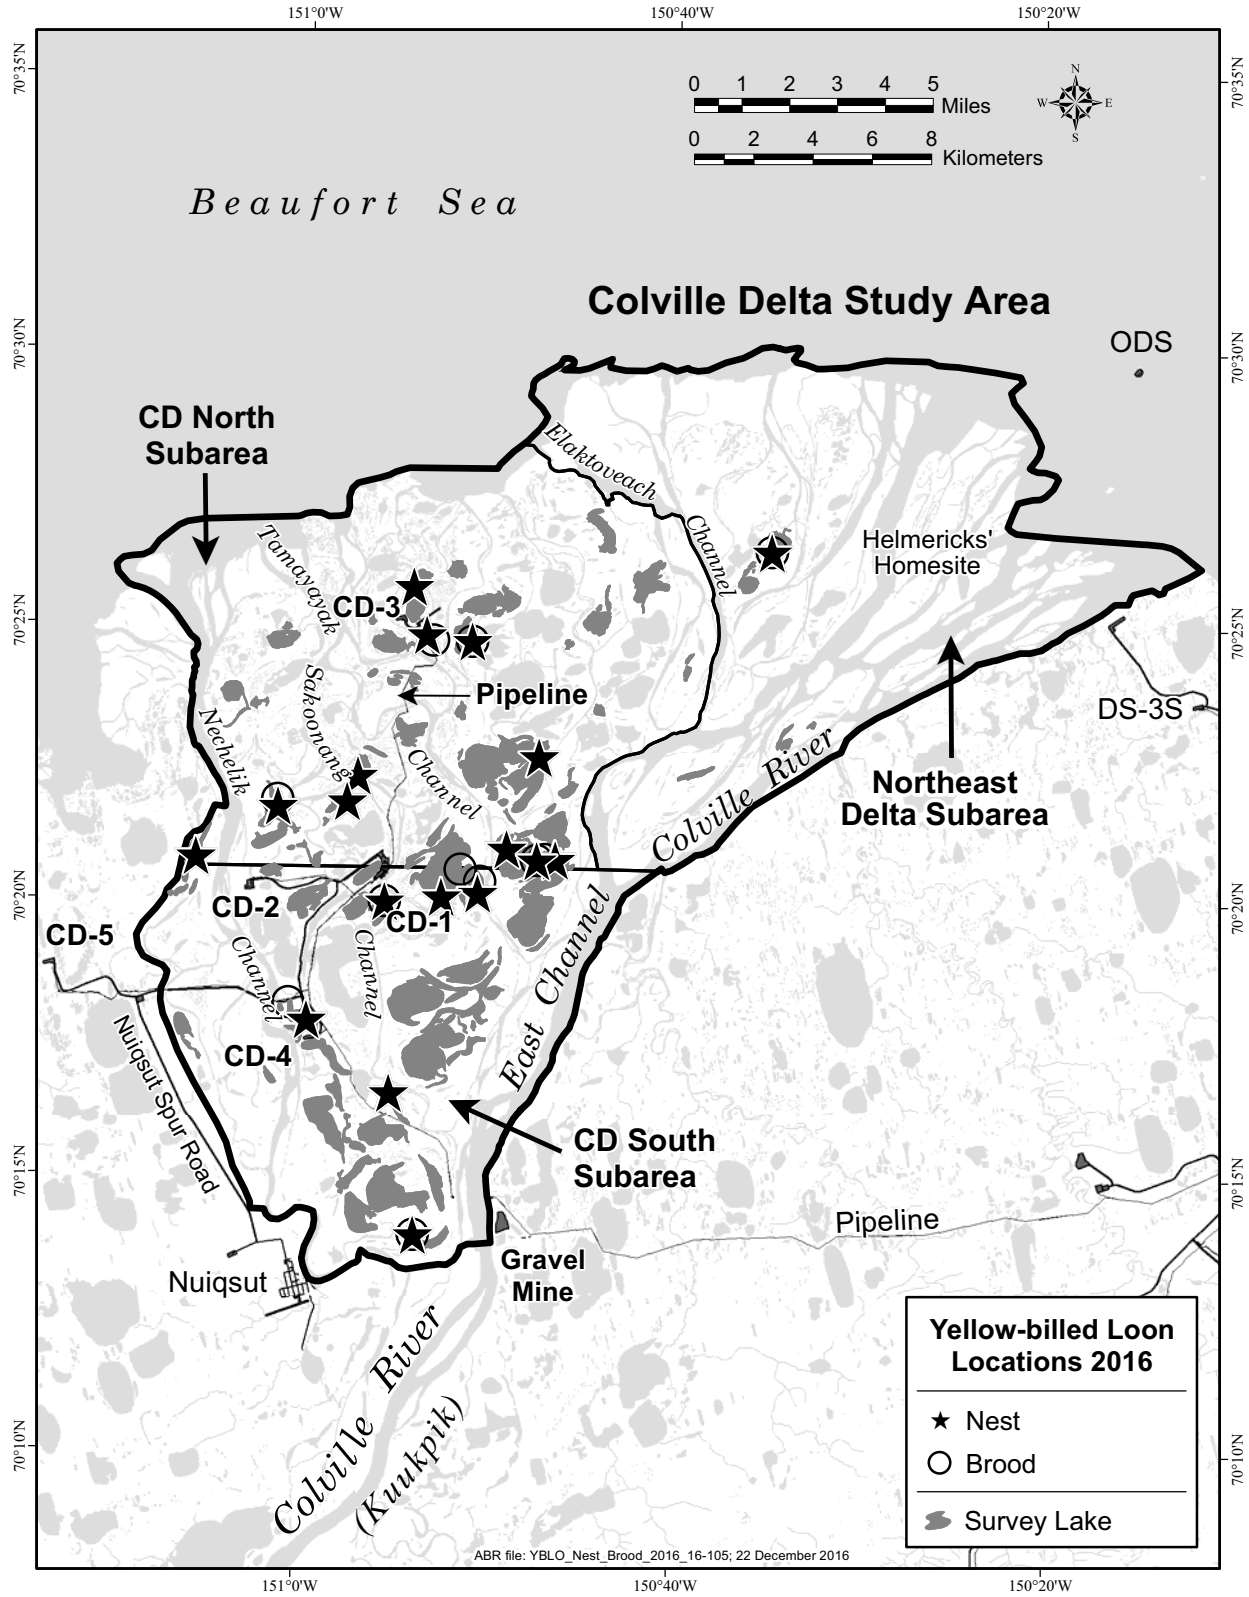 151°0'W
150°40'W
150°20'W
70°35'N
70°35'N
0 1 2 3 4 5
Miles
0 2 4 6 8
Kilometers
N
W
E
S
Beaufort Sea
Colville Delta Study Area
70°30'N
70°30'N
ODS
CD North
Subarea
Elaktoveach
Channel
Tamayayak
Helmericks'
Homesite
CD-3
70°25'N
70°25'N
Pipeline
Sakoonang
Nechelik
Channel
DS-3S
Colville River
Northeast
Delta Subarea
70°20'N
70°20'N
CD-2
CD-1
CD-5
Channel
Channel
East Channel
CD-4
Nuiqsut Spur Road
CD South
Subarea
70°15'N
70°15'N
Pipeline
Gravel
Mine
Nuiqsut
Colville River
(Kuukpik)
70°10'N
70°10'N
Yellow-billed Loon
Locations 2016
Nest
Brood
Survey Lake
ABR file: YBLO_Nest_Brood_2016_16-105; 22 December 2016
151°0'W
150°40'W
150°20'W